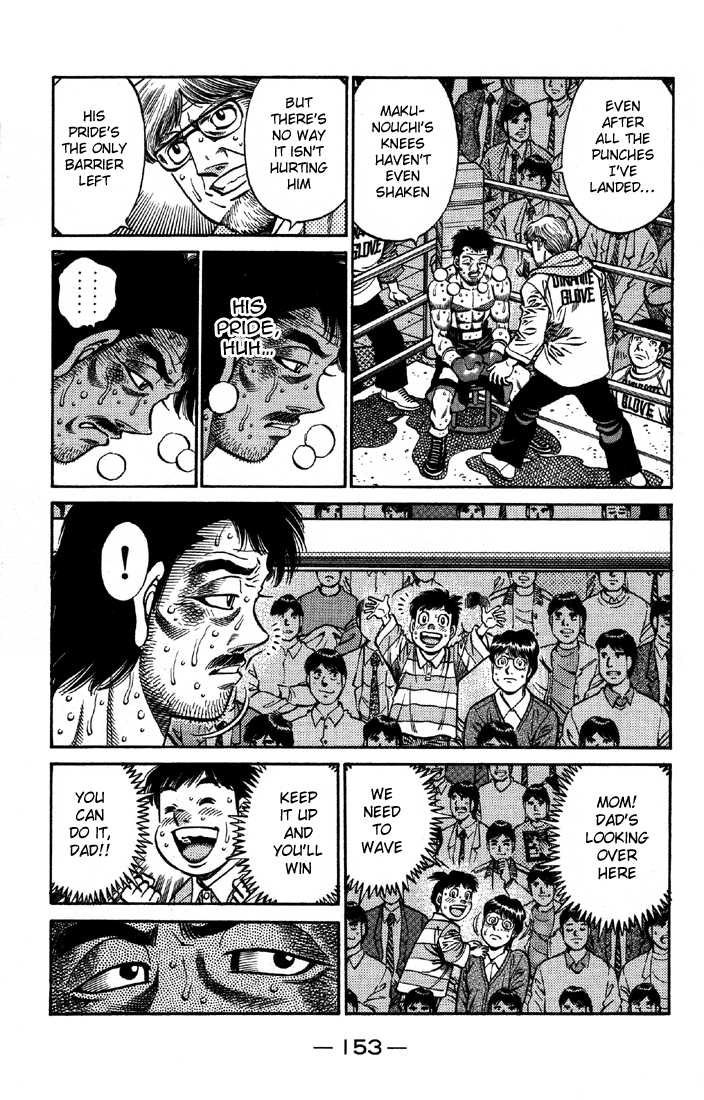 EVEN
AFTER
ALL THE
PUNCHES
I'VE
LANDED...
MAKU-
NOUCHI'S
KNEES
HAVEN'T
EVEN
SHAKEN
GLOVE
GLOVE
BUT
THERE'S
NO WAY
IT ISN'T
HURTING
HIM
HIS
PRIDE'S
THE ONLY
BARRIER
LEFT
HIS
PRIDE,
HUH...
......
!
MOM!
DAD'S
LOOKING
OVER
HERE
WE
NEED
TO
WAVE
KEEP
IT UP
AND
YOU'LL
WIN
YOU
CAN
DO IT,
DAD!!
— 153 —